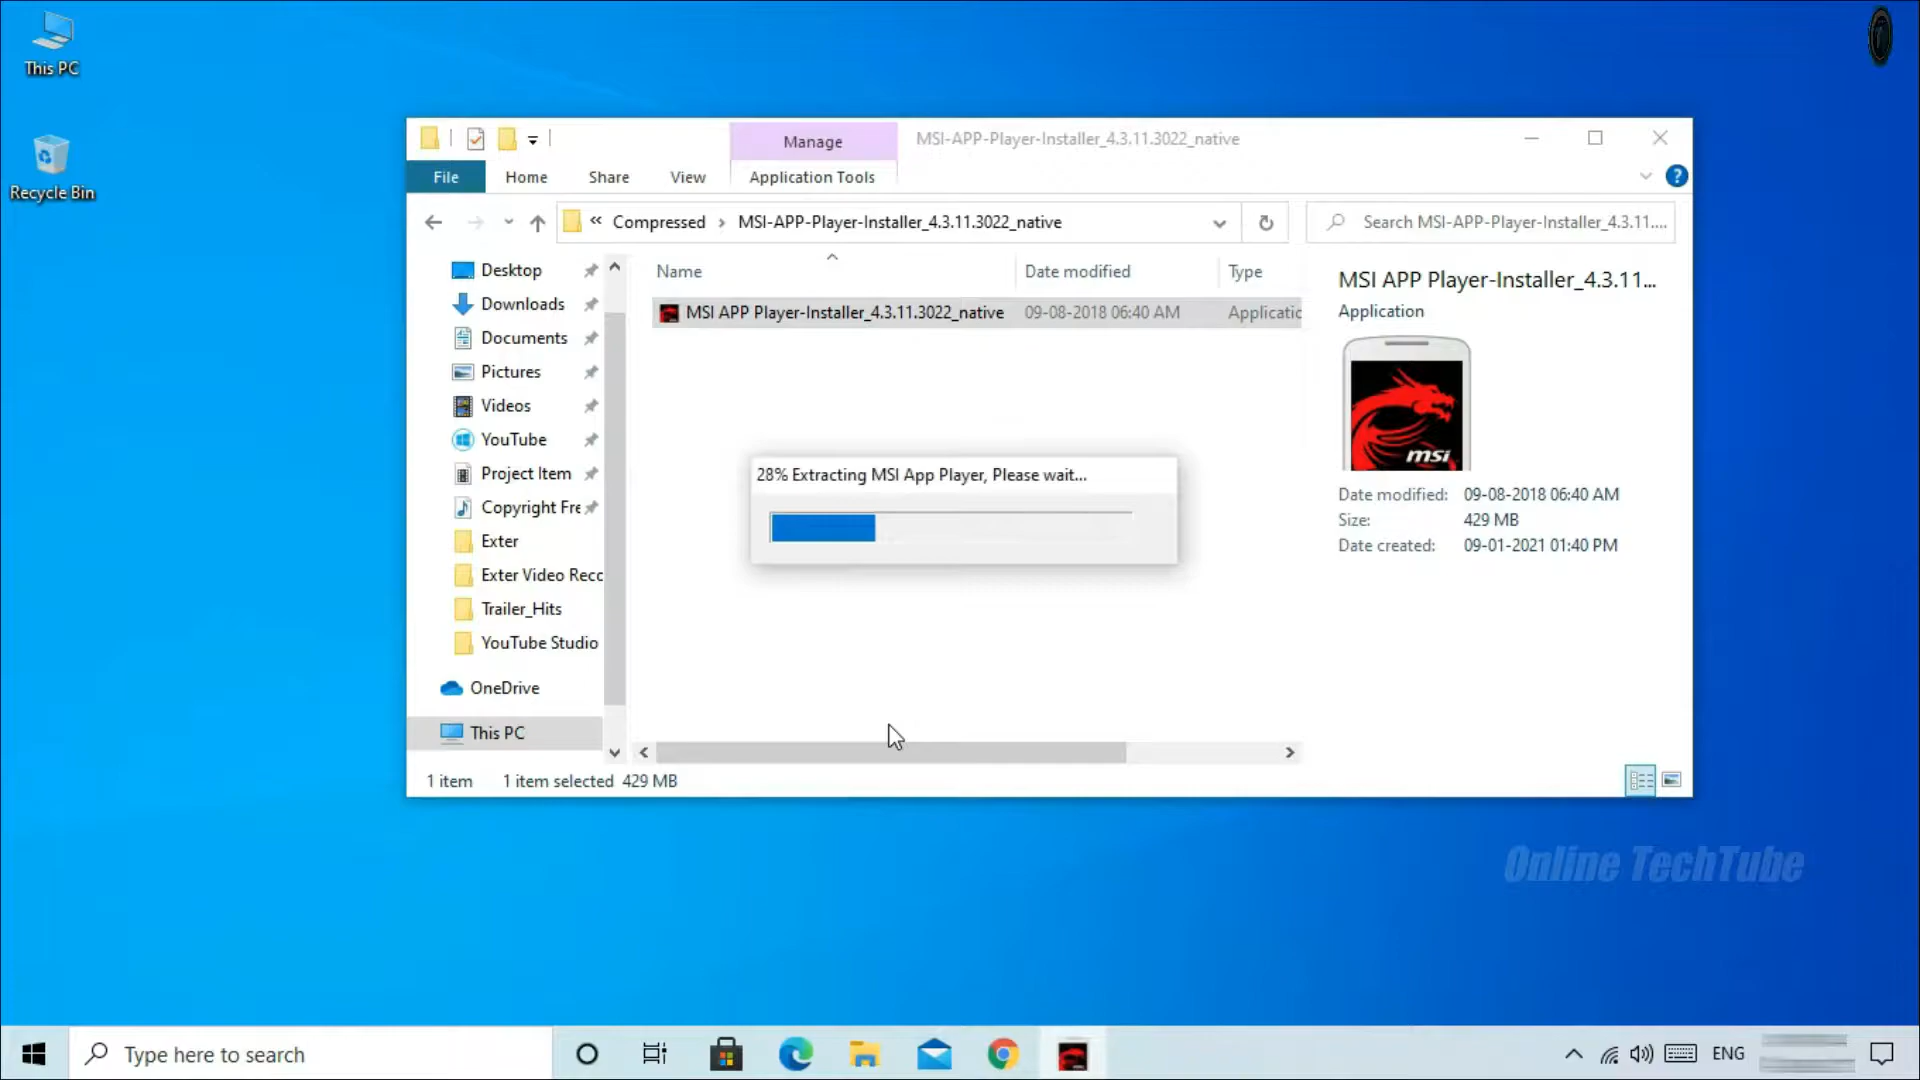 This PC
Recycle Bin
Manage
MSI-APP-Player-Installer_4.3.11.3022_native
File
Home
Share
View
Application Tools
?
« Compressed › MSI-APP-Player-Installer_4.3.11.3022_native
Search MSI-APP-Player-Installer_4.3.11....
Desktop
Downloads
Documents
Pictures
Videos
YouTube
Project Item
Copyright Fre
Exter
Exter Video Reco
Trailer_Hits
YouTube Studio
OneDrive
This PC
Name
Date modified
Type
MSI APP Player-Installer_4.3.11.3022_native
09-08-2018 06:40 AM
Applicatio
28% Extracting MSI App Player, Please wait...
MSI APP Player-Installer_4.3.11...
Application
msi
Date modified: 09-08-2018 06:40 AM
Size: 429 MB
Date created: 09-01-2021 01:40 PM
1 item
1 item selected 429 MB
Online TechTube
Type here to search
ENG